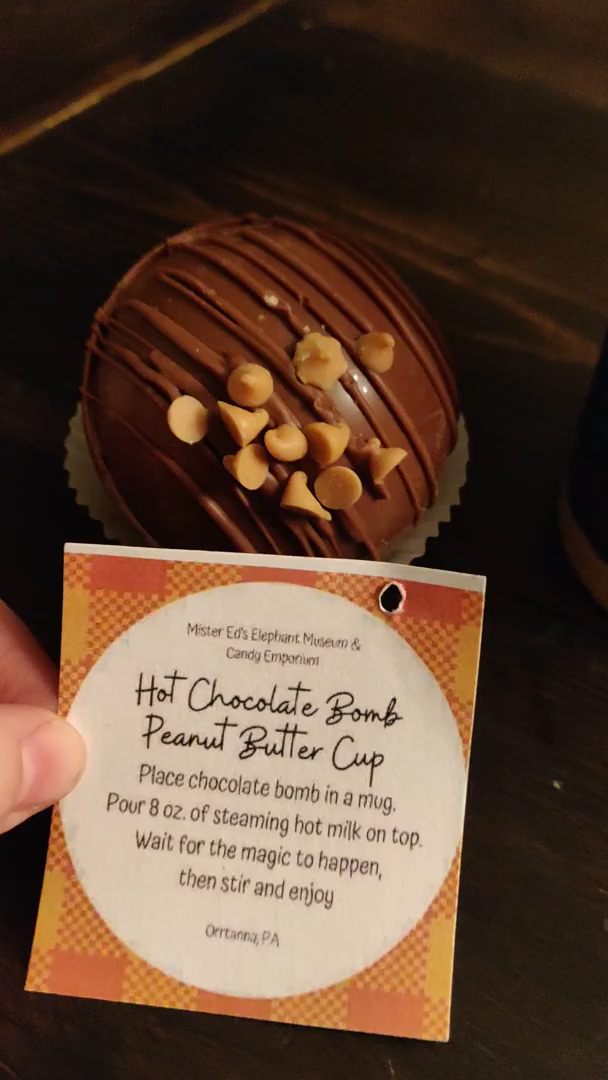 Mister Ed's Elephant Museum &
Candy Emporium
Hot Chocolate Bomb
Peanut Butter Cup
Place chocolate bomb in a mug.
Pour 8 oz. of steaming hot milk on top.
Wait for the magic to happen,
then stir and enjoy
Orrtanna, PA